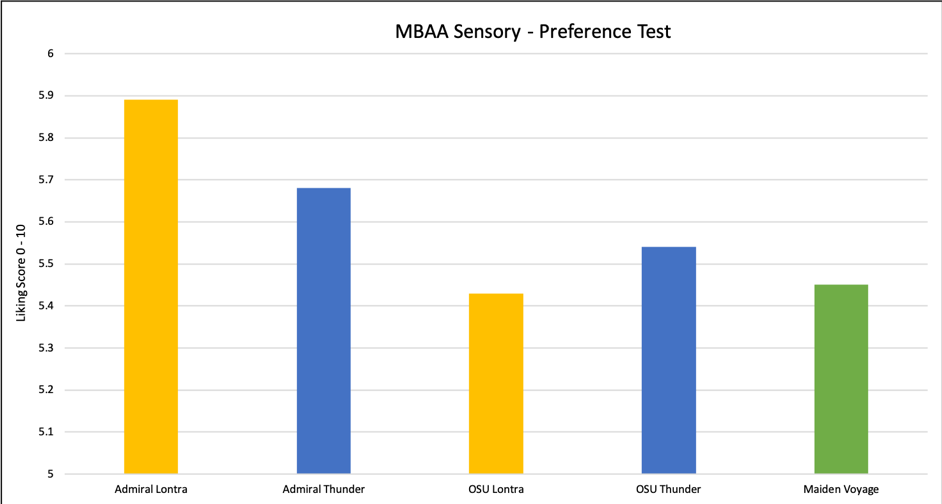 MBAA Sensory - Preference Test
Liking Score 0 - 10
6
5.9
5.8
5.7
5.6
5.5
5.4
5.3
5.2
5.1
5
Admiral Lontra
Admiral Thunder
OSU Lontra
OSU Thunder
Maiden Voyage